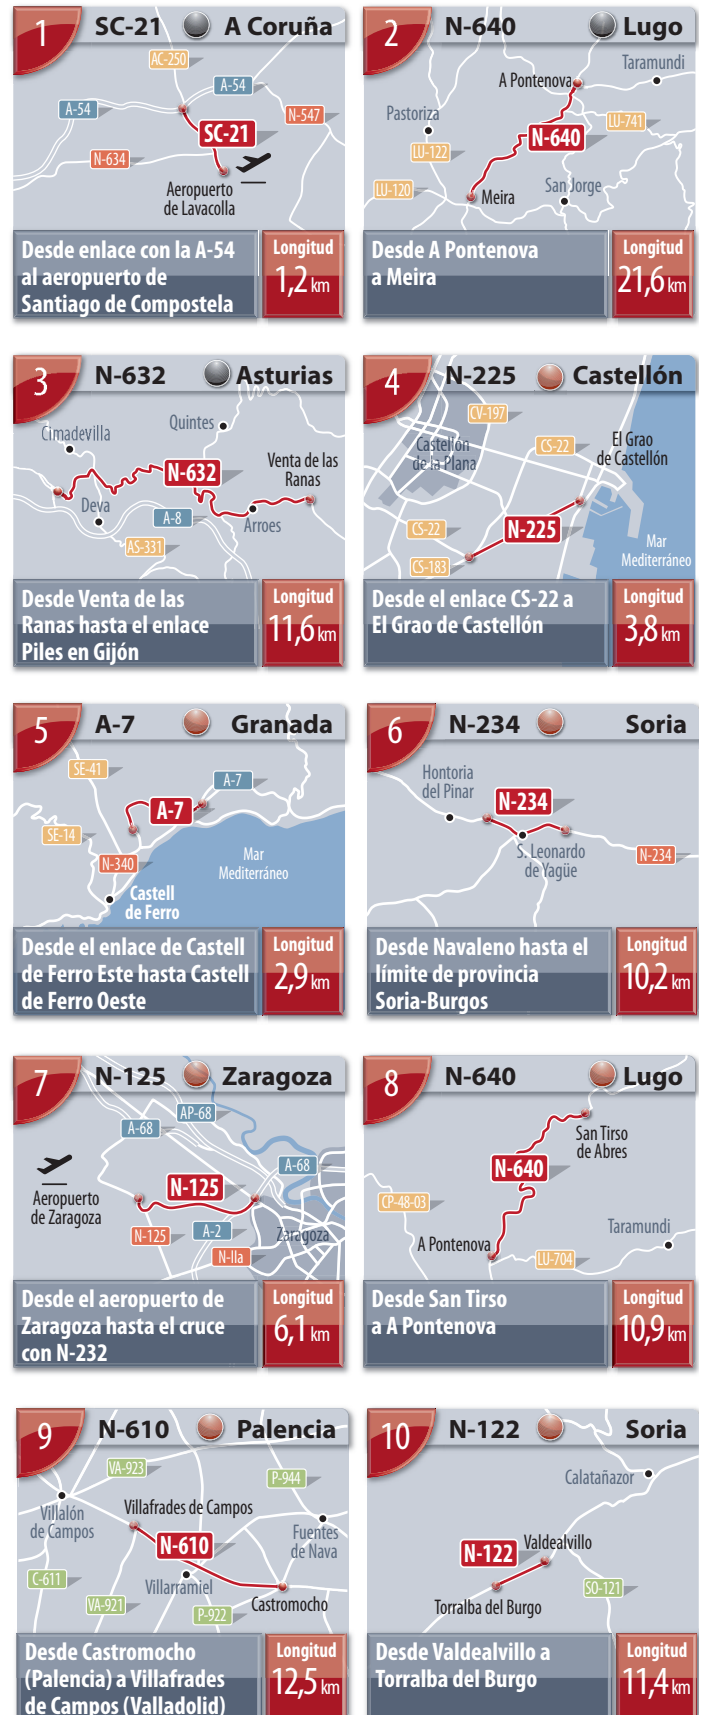 1
SC-21
A Coruña
AC-250
A-54
A-54
N-547
SC-21
N-634
Aeropuerto
de Lavacolla
Desde enlace con la A-54
al aeropuerto de
Santiago de Compostela
Longitud
1,2 km
2
N-640
Lugo
Taramundi
A Pontenova
Pastoriza
LU-741
N-640
LU-122
LU-120
Meira
San Jorge
Desde A Pontenova
a Meira
Longitud
21,6 km
3
N-632
Asturias
Quintes
Cimadevilla
Venta de las
Ranas
N-632
Deva
A-8
Arroes
AS-331
Desde Venta de las
Ranas hasta el enlace
Piles en Gijón
Longitud
11,6 km
4
N-225
Castellón
CV-197
Castellón
de la Plana
CS-22
El Grao
de Castellón
CS-22
N-225
CS-183
Mar
Mediterráneo
Desde el enlace CS-22 a
El Grao de Castellón
Longitud
3,8 km
5
A-7
Granada
SE-41
A-7
A-7
SE-14
N-340
Mar
Mediterráneo
Castell
de Ferro
Desde el enlace de Castell
de Ferro Este hasta Castell
de Ferro Oeste
Longitud
2,9 km
6
N-234
Soria
Hontoria
del Pinar
N-234
S. Leonardo
de Yagüe
N-234
Desde Navaleno hasta el
límite de provincia
Soria-Burgos
Longitud
10,2 km
7
N-125
Zaragoza
AP-68
A-68
A-68
Aeropuerto
de Zaragoza
N-125
N-125
A-2
Zaragoza
N-IIa
Desde el aeropuerto de
Zaragoza hasta el cruce
con N-232
Longitud
6,1 km
8
N-640
Lugo
San Tirso
de Abres
N-640
CP-48-03
Taramundi
A Pontenova
LU-704
Desde San Tirso
a A Pontenova
Longitud
10,9 km
9
N-610
Palencia
VA-923
P-944
Villalón
de Campos
Villafrades de Campos
Fuentes
de Nava
N-610
C-611
Villarramiel
VA-921
P-922
Castromocho
Desde Castromocho
(Palencia) a Villafrades
de Campos (Valladolid)
Longitud
12,5 km
10
N-122
Soria
Calatañazor
Valdealvillo
N-122
SO-121
Torralba del Burgo
Desde Valdealvillo a
Torralba del Burgo
Longitud
11,4 km